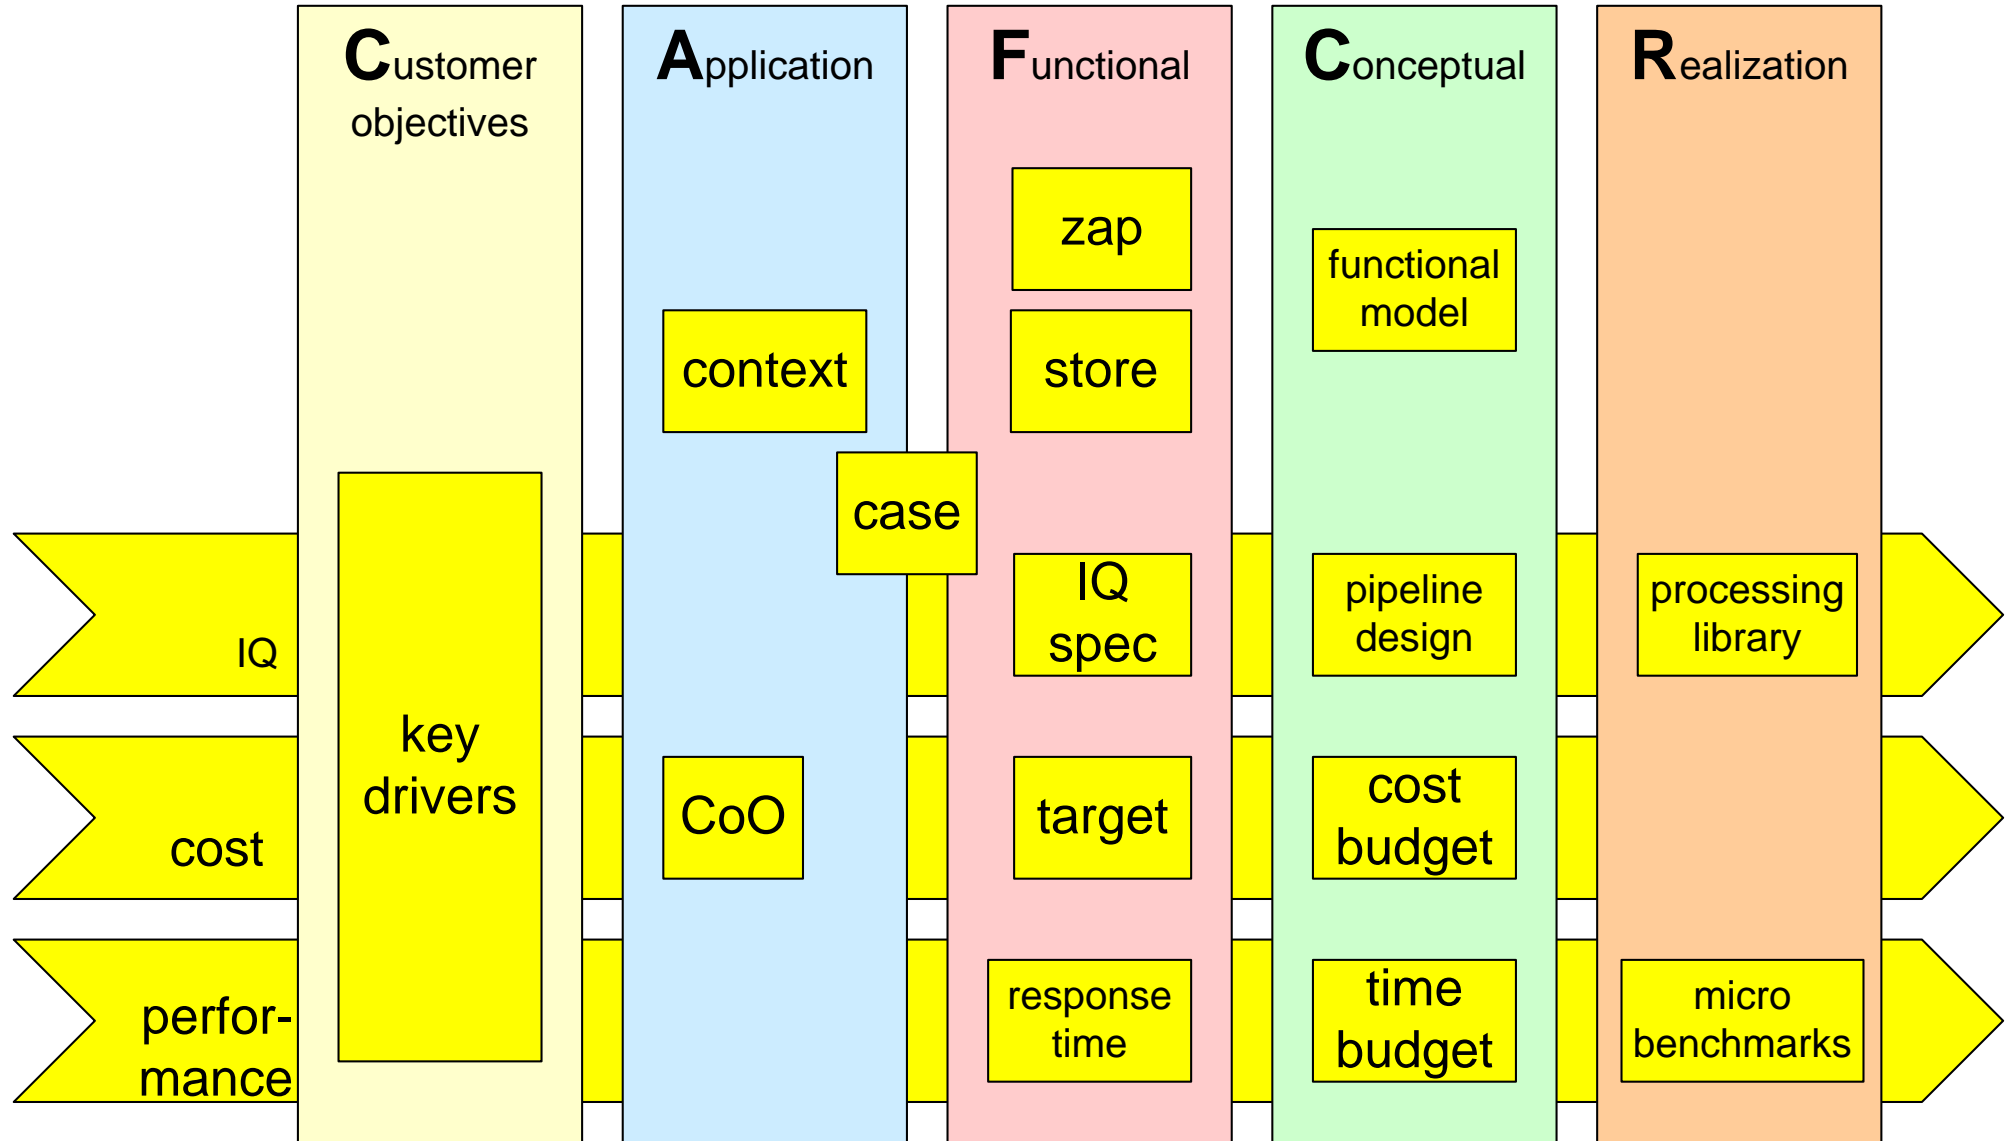 Customer
objectives
Application
Functional
Conceptual
Realization
zap
functional
model
context
store
case
IQ
key
drivers
IQ
spec
pipeline
design
processing
library
cost
CoO
target
cost
budget
perfor-
mance
response
time
time
budget
micro
benchmarks